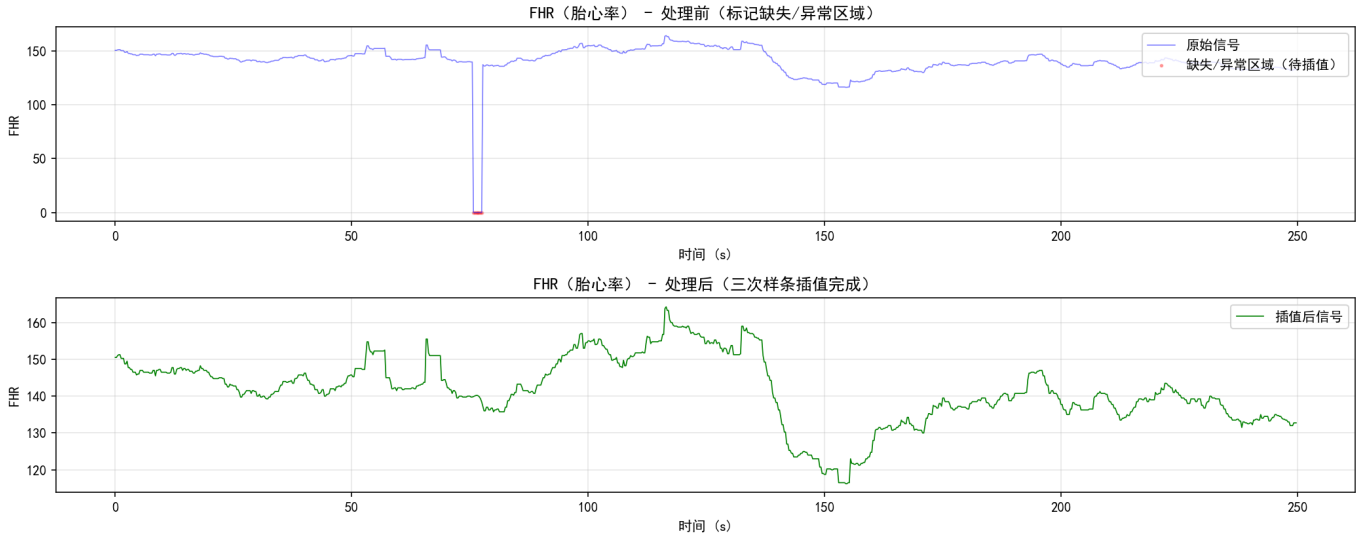 FHR（胎心率） - 处理前（标记缺失/异常区域）
原始信号
缺失/异常区域（待插值）
FHR
150
100
50
0
0 50 100 150 200 250
时间 (s)
FHR（胎心率） - 处理后（三次样条插值完成）
插值后信号
FHR
160
150
140
130
120
0 50 100 150 200 250
时间 (s)